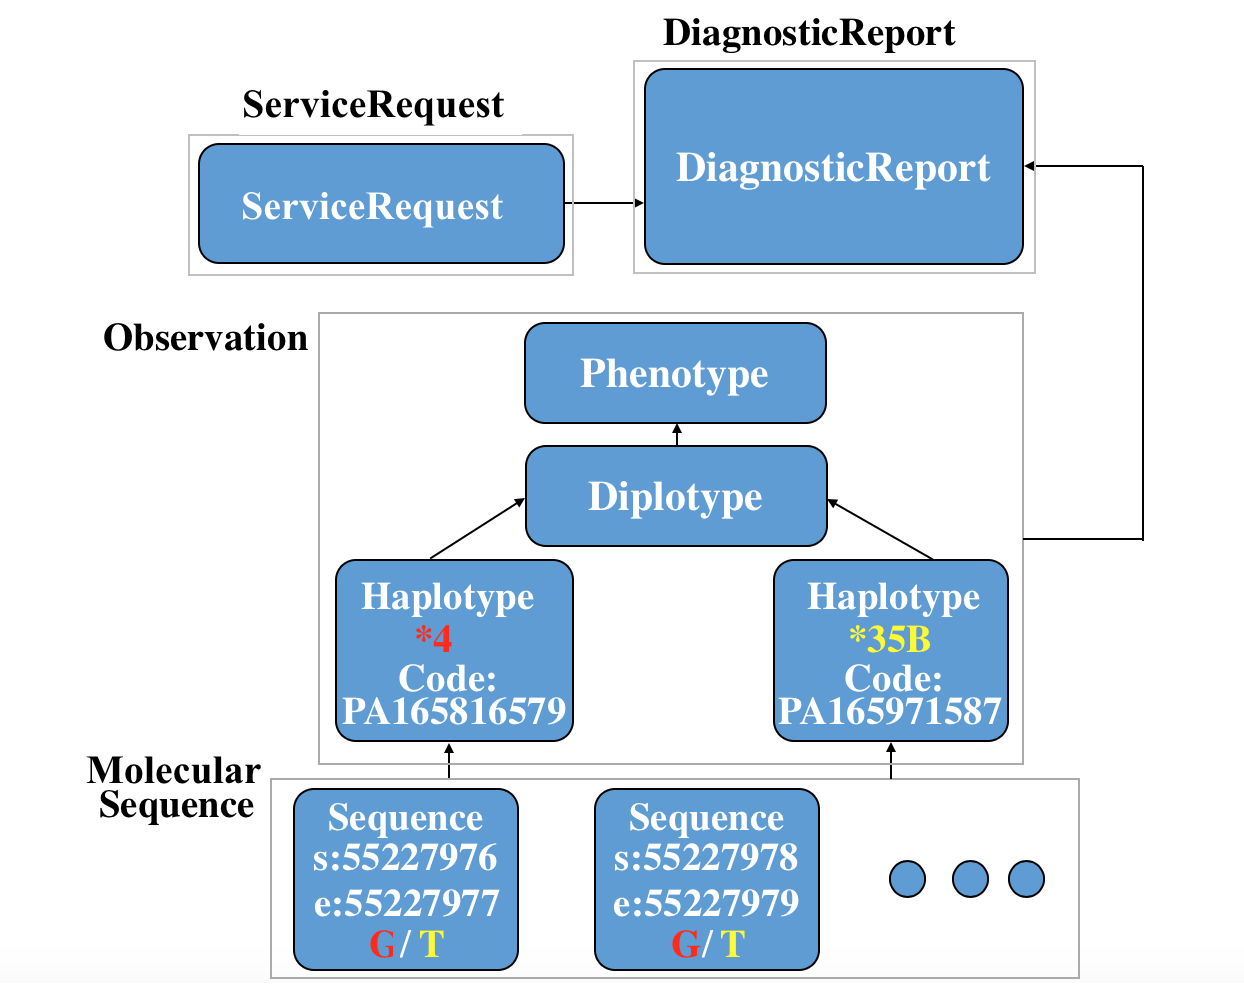 DiagnosticReport
ServiceRequest
DiagnosticReport
ServiceRequest
Observation
Phenotype
Diplotype
Haplotype
*4
Code:
PA165816579
Haplotype
*35B
Code:
PA165971587
Molecular
Sequence
Sequence
s:55227976
e:55227977
G/ T
Sequence
s:55227978
e:55227979
G/ T